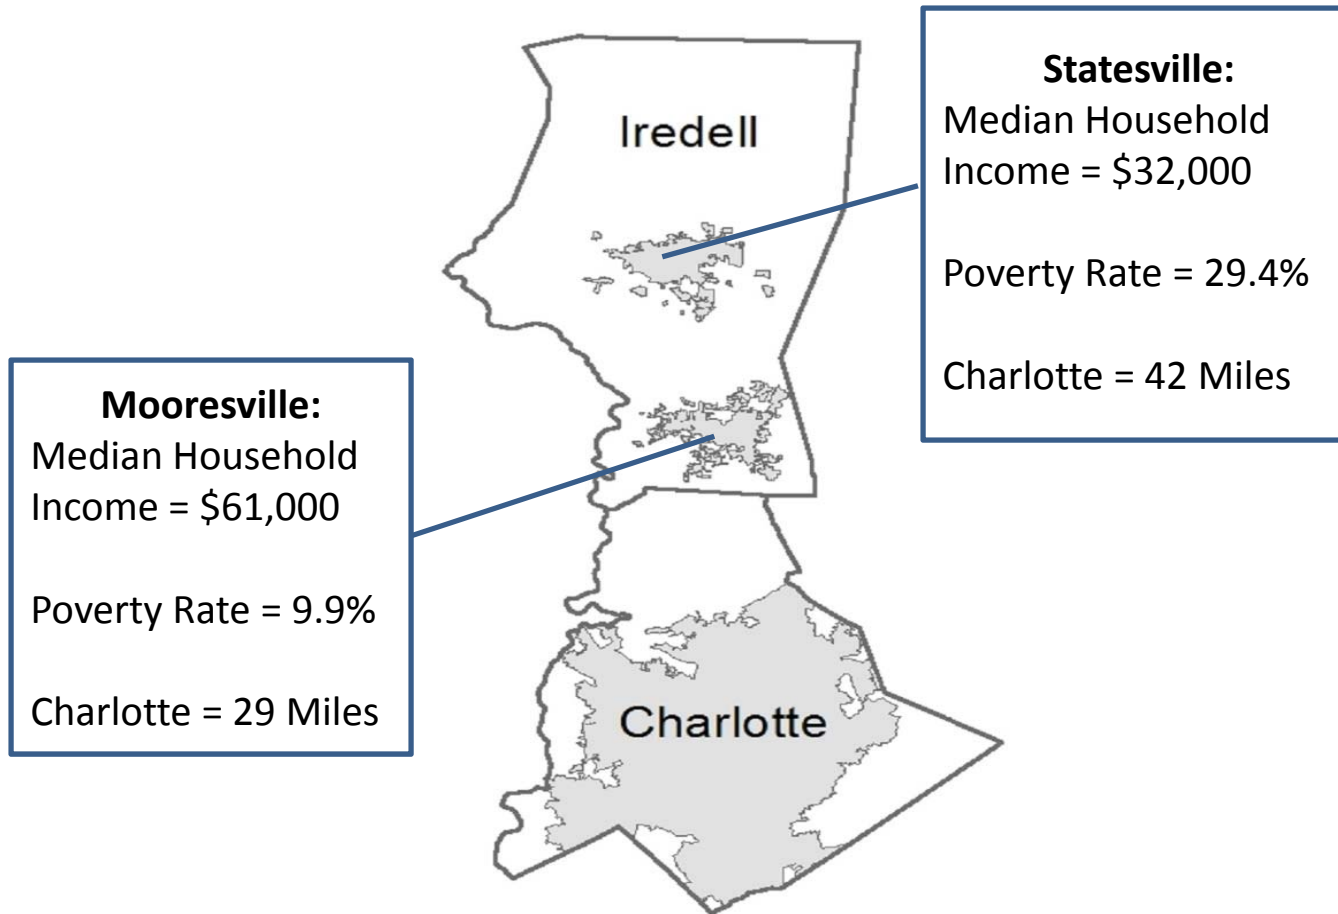 Iredell
Statesville:
Median Household
Income = $32,000
Poverty Rate = 29.4%
Charlotte = 42 Miles
Mooresville:
Median Household
Income = $61,000
Poverty Rate = 9.9%
Charlotte = 29 Miles
Charlotte